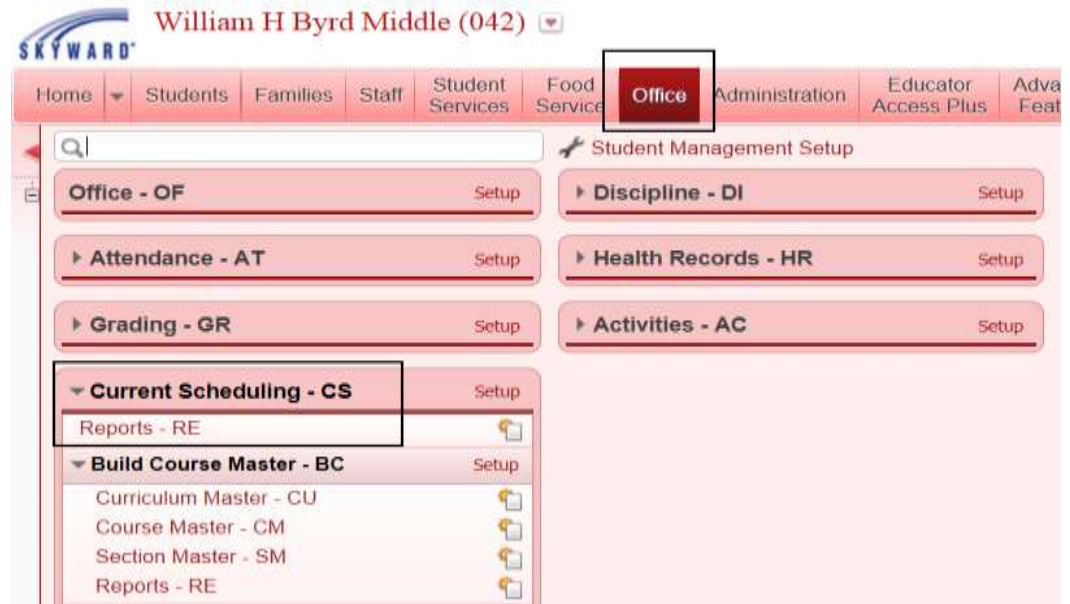 William H Byrd Middle (042)
SKYWARD
Home Students Families Staff Student Services Food Service Office Administration Educator Access Plus Adva Feat
Student Management Setup
Office - OF Setup
Discipline - DI Setup
Attendance - AT Setup
Health Records - HR Setup
Grading - GR Setup
Activities - AC Setup
Current Scheduling - CS Setup
Reports - RE
Build Course Master - BC Setup
Curriculum Master - CU
Course Master - CM
Section Master - SM
Reports - RE